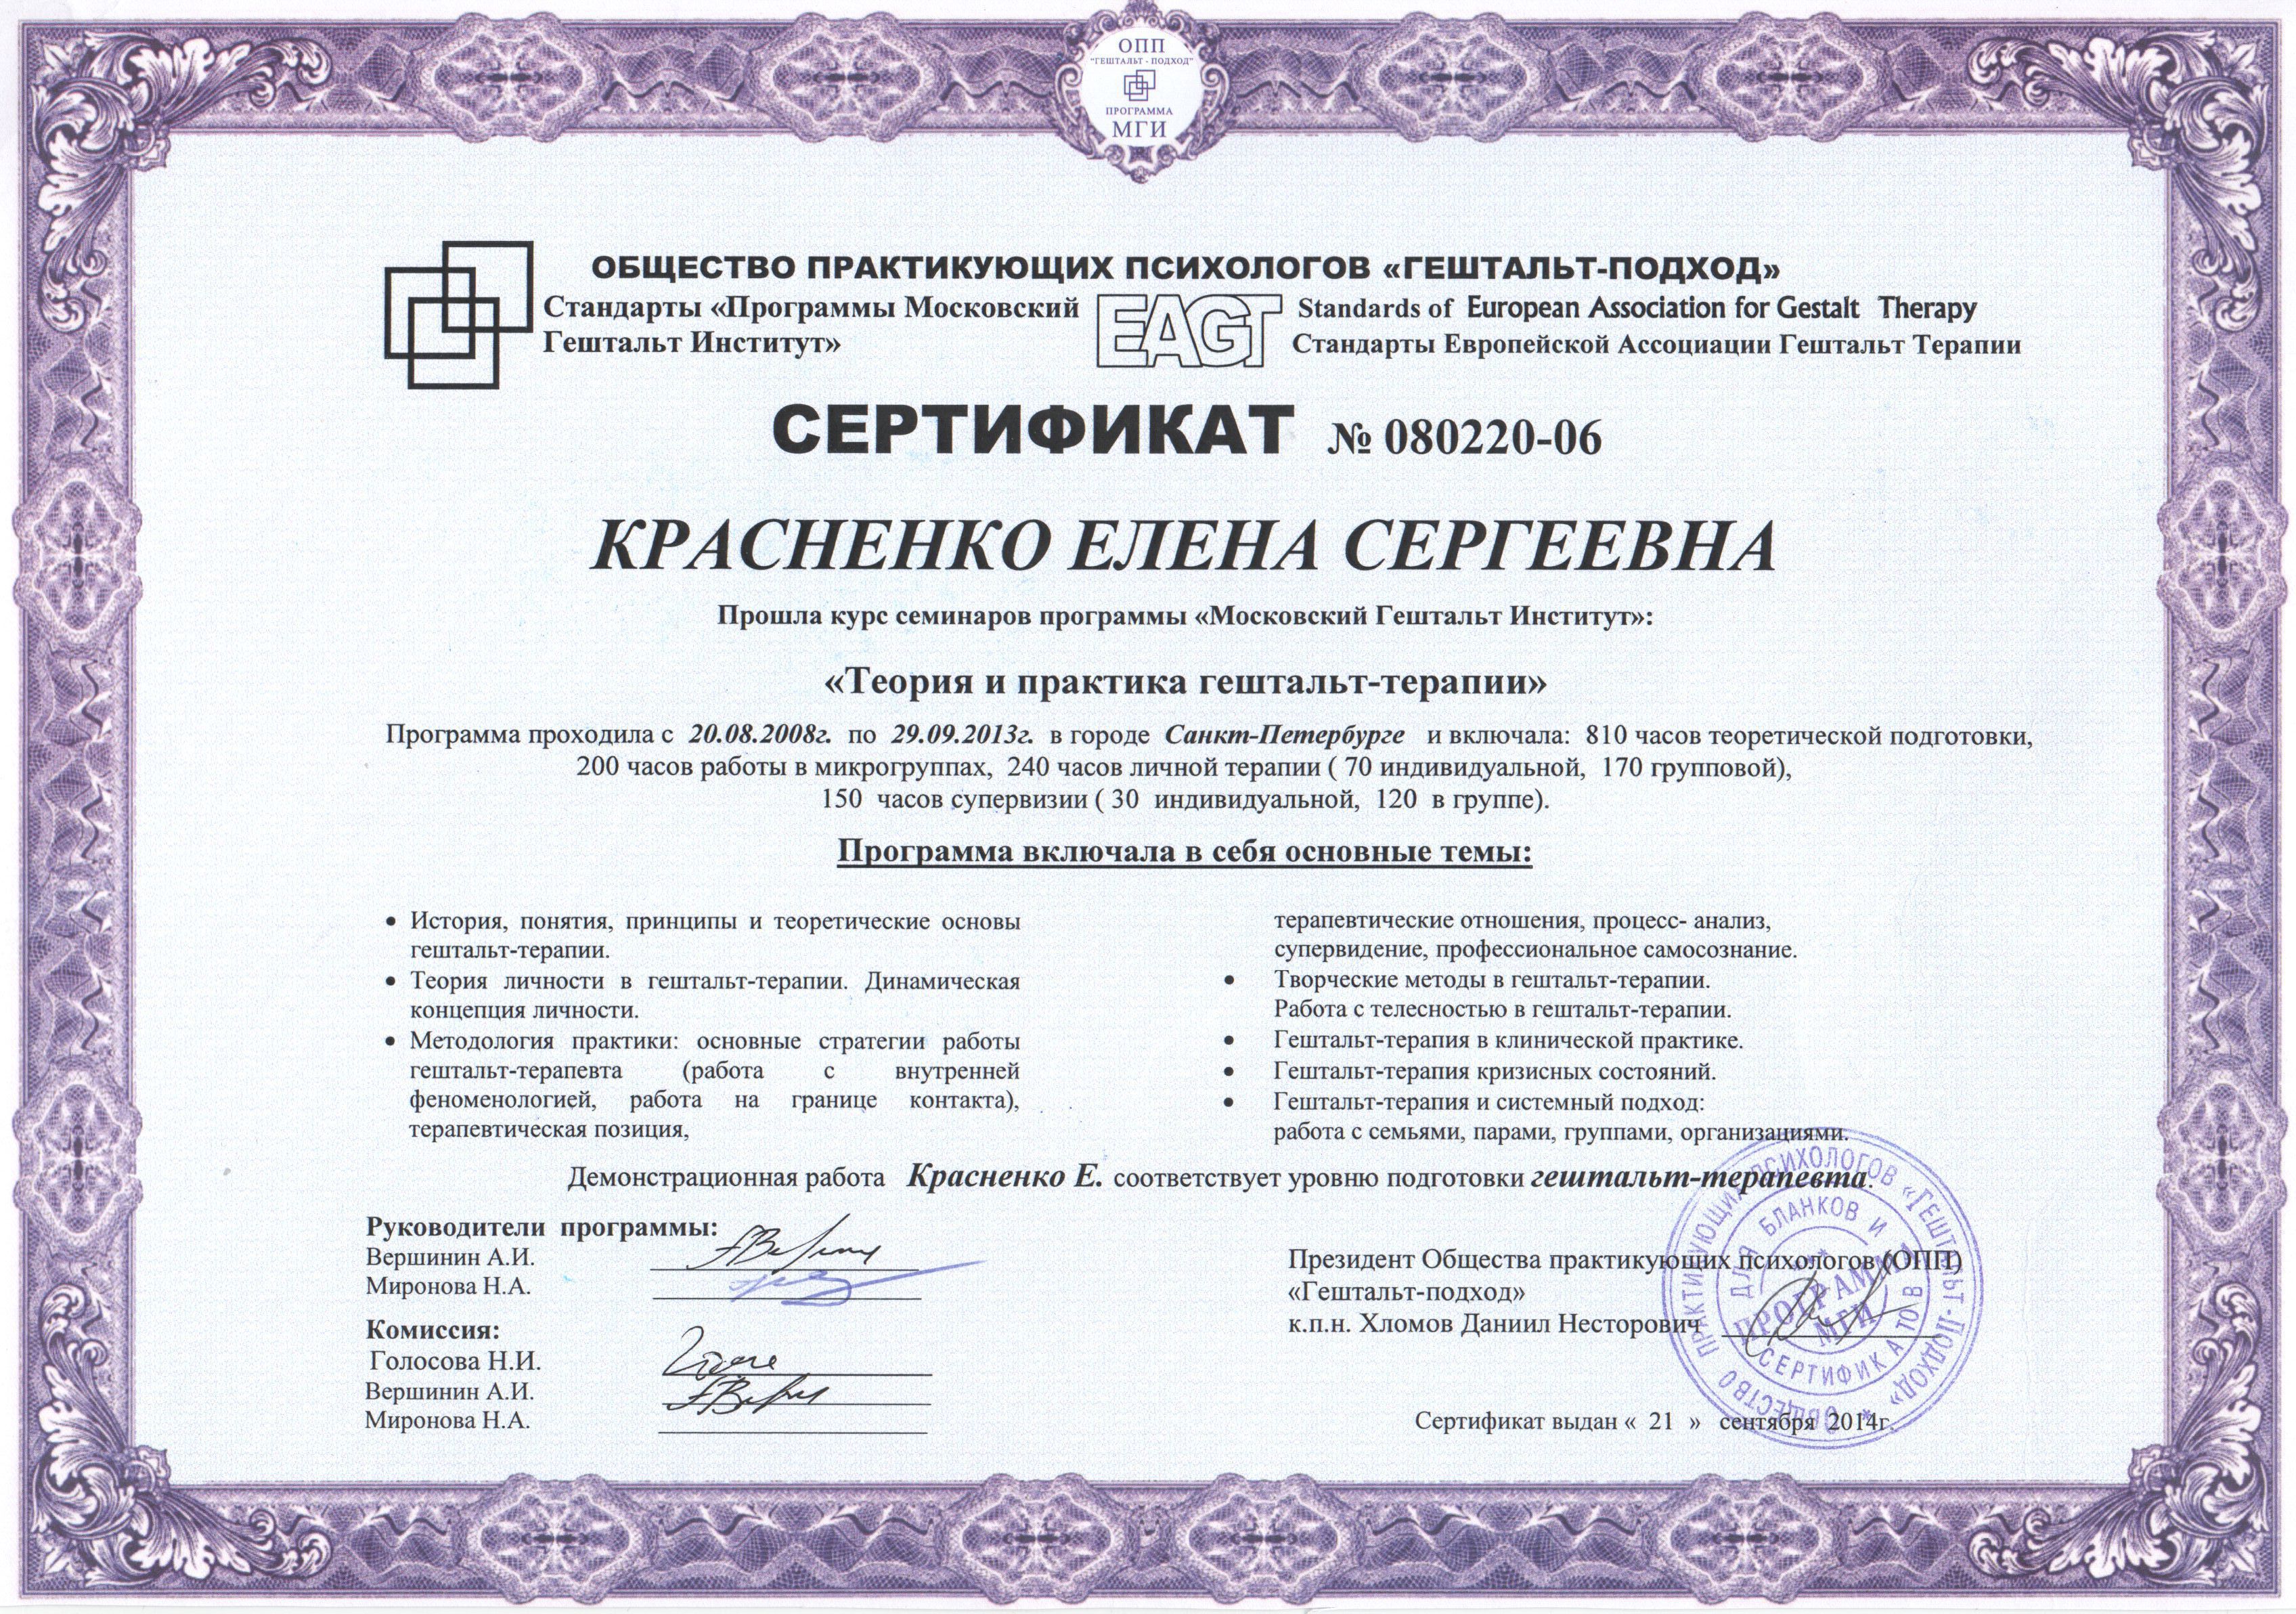 ОПП
"ГЕШТАЛЬТ - ПОДХОД"
ПРОГРАММА
МГИ
ОБЩЕСТВО ПРАКТИКУЮЩИХ ПСИХОЛОГОВ «ГЕШТАЛЬТ-ПОДХОД»
Стандарты «Программы Московский
Гештальт Институт»
EAGT
Standards of European Association for Gestalt Therapy
Стандарты Европейской Ассоциации Гештальт Терапии
СЕРТИФИКАТ № 080220-06
КРАСНЕНКО ЕЛЕНА СЕРГЕЕВНА
Прошла курс семинаров программы «Московский Гештальт Институт»:
«Теория и практика гештальт-терапии»
Программа проходила с 20.08.2008г. по 29.09.2013г. в городе Санкт-Петербурге и включала: 810 часов теоретической подготовки,
200 часов работы в микрогруппах, 240 часов личной терапии ( 70 индивидуальной, 170 групповой),
150 часов супервизии ( 30 индивидуальной, 120 в группе).
Программа включала в себя основные темы:
• История, понятия, принципы и теоретические основы
гештальт-терапии.
• Теория личности в гештальт-терапии. Динамическая
концепция личности.
• Методология практики: основные стратегии работы
гештальт-терапевта (работа с внутренней
феноменологией, работа на границе контакта),
терапевтическая позиция,
терапевтические отношения, процесс- анализ,
супервидение, профессиональное самосознание.
• Творческие методы в гештальт-терапии.
Работа с телесностью в гештальт-терапии.
• Гештальт-терапия в клинической практике.
• Гештальт-терапия кризисных состояний.
• Гештальт-терапия и системный подход:
работа с семьями, парами, группами, организациями.
Демонстрационная работа Красненко Е. соответствует уровню подготовки гештальт-терапевта.
Руководители программы:
Вершинин А.И.
Миронова Н.А.
Комиссия:
Голосова Н.И.
Вершинин А.И.
Миронова Н.А.
Президент Общества практикующих психологов (ОПП)
«Гештальт-подход»
к.п.н. Хломов Даниил Несторович
Сертификат выдан « 21 » сентября 2014г.
ОБЩЕСТВО ПРАКТИКУЮЩИХ ПСИХОЛОГОВ «ГЕШТАЛЬТ-ПОДХОД»
ДЛЯ БЛАНКОВ И СЕРТИФИКАТОВ
ПРОГРАММЫ
МГИ